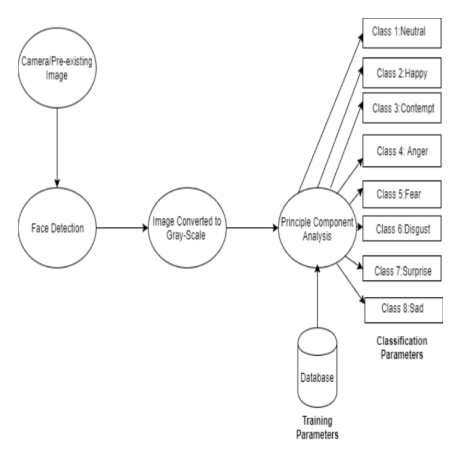 Class 1:Neutral
Camera/Pre-existing
Image
Class 2:Happy
Class 3:Contempt
Class 4: Anger
Class 5:Fear
Face Detection
Image Converted to
Gray-Scale
Principle Component
Analysis
Class 6:Disgust
Class 7:Surprise
Class 8:Sad
Classification
Parameters
Database
Training
Parameters